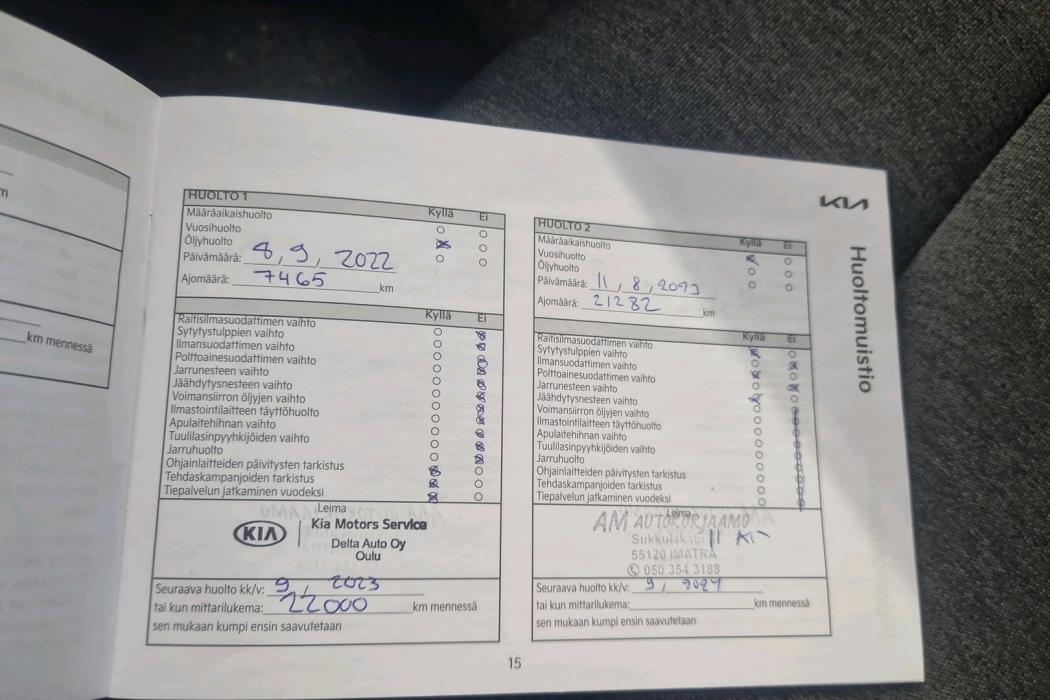 KIA
Huoltomuistio
km mennessä
HUOLTO 1
Kyllä Ei
Määräaikaishuolto
Vuosihuolto
Öljyhuolto
Päivämäärä: 8, 9, 2022
Ajomäärä: 7465 km
Kyllä Ei
Raitisilmasuodattimen vaihto
Sytytystulppien vaihto
Ilmansuodattimen vaihto
Polttoainesuodattimen vaihto
Jarrunesteen vaihto
Jäähdytysnesteen vaihto
Voimansiirron öljyjen vaihto
Ilmastointilaitteen täyttöhuolto
Apulaitehihnan vaihto
Tuulilasinpyyhkijöiden vaihto
Jarruhuolto
Ohjainlaitteiden päivitysten tarkistus
Tehdaskampanjoiden tarkistus
Tiepalvelun jatkaminen vuodeksi
Leima
KIA
Kia Motors Service
Delta Auto Oy
Oulu
Seuraava huolto kk/v: 9, 2023
tai kun mittarilukema: 22000 km mennessä
sen mukaan kumpi ensin saavutetaan
HUOLTO 2
Kyllä Ei
Määräaikaishuolto
Vuosihuolto
Öljyhuolto
Päivämäärä: 11, 8,
Ajomäärä: 21282 km
Kyllä Ei
Raitisilmasuodattimen vaihto
Sytytystulppien vaihto
Ilmansuodattimen vaihto
Polttoainesuodattimen vaihto
Jarrunesteen vaihto
Jäähdytysnesteen vaihto
Voimansiirron öljyjen vaihto
Ilmastointilaitteen täyttöhuolto
Apulaitehihnan vaihto
Tuulilasinpyyhkijöiden vaihto
Jarruhuolto
Ohjainlaitteiden päivitysten tarkistus
Tehdaskampanjoiden tarkistus
Tiepalvelun jatkaminen vuodeksi
Leima
AM AUTOKORJAAMO
55120 IMATRA
050 354 3188
Seuraava huolto kk/v: 9,
tai kun mittarilukema: km mennessä
sen mukaan kumpi ensin saavutetaan
15